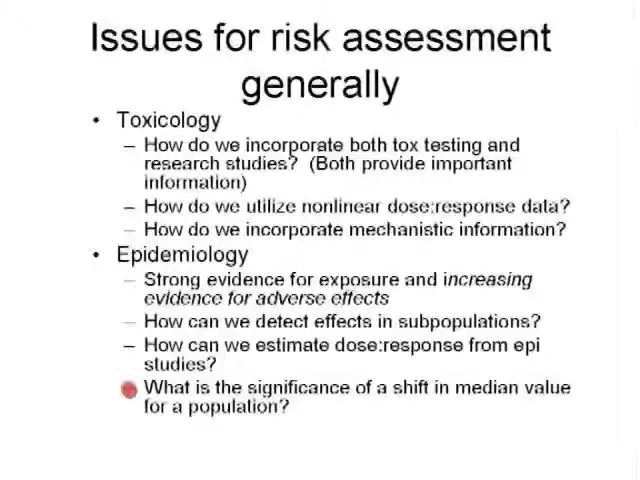 Issues for risk assessment
generally
• Toxicology
– How do we incorporate both tox testing and
research studies? (Both provide important
information)
– How do we utilize nonlinear dose:response data?
– How do we incorporate mechanistic information?
• Epidemiology
– Strong evidence for exposure and increasing
evidence for adverse effects
– How can we detect effects in subpopulations?
– How can we estimate dose:response from epi
studies?
What is the significance of a shift in median value
for a population?